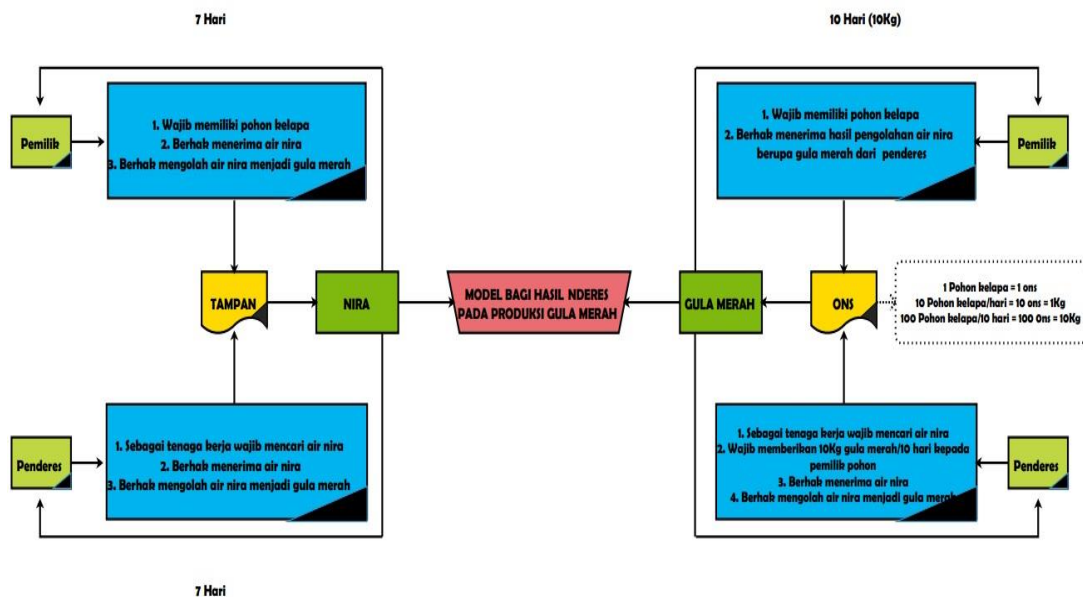 7 Hari
10 Hari (10Kg)
Pemilik
1. Wajib memiliki pohon kelapa
2. Berhak menerima air nira
3. Berhak mengolah air nira menjadi gula merah
1. Wajib memiliki pohon kelapa
2. Berhak menerima hasil pengolahan air nira
berupa gula merah dari penderes
Pemilik
TAMPAN
NIRA
MODEL BAGI HASIL NDERES
PADA PRODUKSI GULA MERAH
GULA MERAH
ONS
1 Pohon kelapa = 1 ons
10 Pohon kelapa/hari = 10 ons = 1Kg
100 Pohon kelapa/10 hari = 100 Ons = 10Kg
Penderes
1. Sebagai tenaga kerja wajib mencari air nira
2. Berhak menerima air nira
3. Berhak mengolah air nira menjadi gula merah
1. Sebagai tenaga kerja wajib mencari air nira
2. Wajib memberikan 10Kg gula merah/10 hari kepada
pemilik pohon
3. Berhak menerima air nira
4. Berhak mengolah air nira menjadi gula merah
Penderes
7 Hari